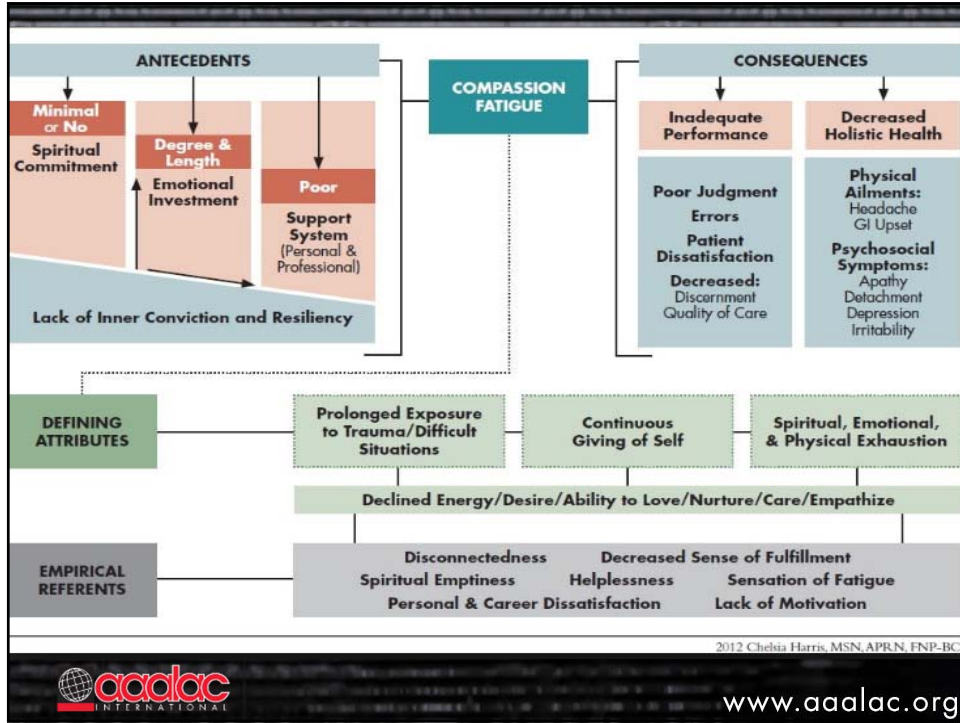 ANTECEDENTS
Minimal
or No
Spiritual
Commitment
Degree &
Length
Emotional
Investment
Poor
Support
System
(Personal &
Professional)
Lack of Inner Conviction and Resiliency
COMPASSION
FATIGUE
CONSEQUENCES
Inadequate
Performance
Poor Judgment
Errors
Patient
Dissatisfaction
Decreased:
Discernment
Quality of Care
Decreased
Holistic Health
Physical
Ailments:
Headache
GI Upset
Psychosocial
Symptoms:
Apathy
Detachment
Depression
Irritability
DEFINING
ATTRIBUTES
Prolonged Exposure
to Trauma/Difficult
Situations
Continuous
Giving of Self
Spiritual, Emotional,
& Physical Exhaustion
Declined Energy/Desire/Ability to Love/Nurture/Care/Empathize
EMPIRICAL
REFERENTS
Disconnectedness Decreased Sense of Fulfillment
Spiritual Emptiness Helplessness Sensation of Fatigue
Personal & Career Dissatisfaction Lack of Motivation
2012 Chelsia Harris, MSN, APRN, FNP-BC
aaalac
INTERNATIONAL
www.aaalac.org